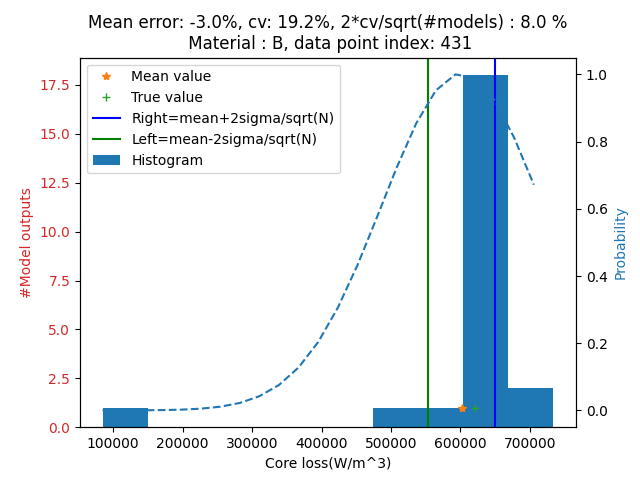 Mean error: -3.0%, cv: 19.2%, 2*cv/sqrt(#models) : 8.0 %
Material : B, data point index: 431
Mean value
True value
Right=mean+2sigma/sqrt(N)
Left=mean-2sigma/sqrt(N)
Histogram
#Model outputs
17.5
15.0
12.5
10.0
7.5
5.0
2.5
0.0
1.0
0.8
0.6
0.4
0.2
0.0
Probability
100000 200000 300000 400000 500000 600000 700000
Core loss(W/m^3)